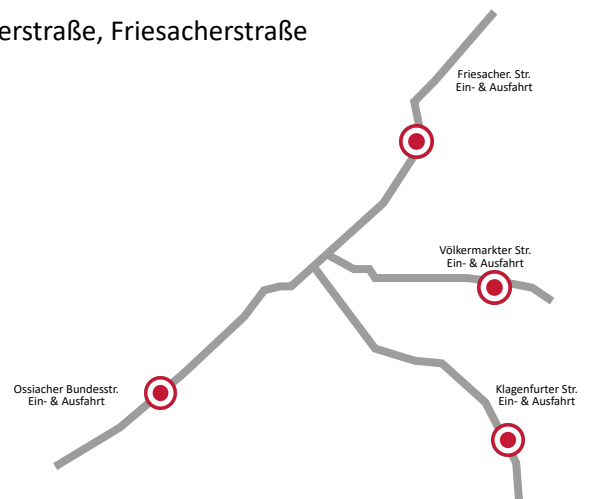 erstraße, Friesacherstraße
Friesacher. Str.
Ein- & Ausfahrt
Völkermarkter Str.
Ein- & Ausfahrt
Ossiacher Bundesstr.
Ein- & Ausfahrt
Klagenfurter Str.
Ein- & Ausfahrt